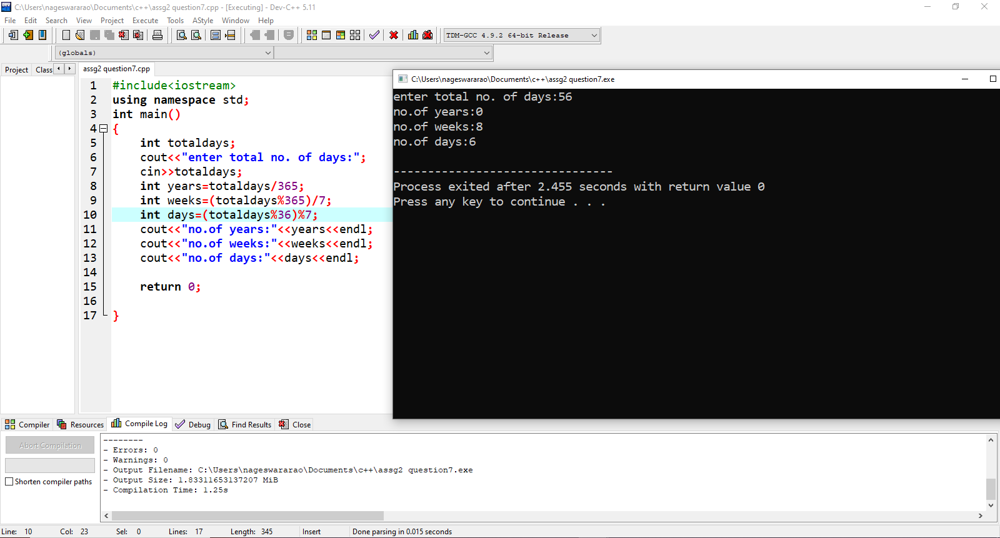 C:\Users\nageswararao\Documents\c++\assg2 question7.cpp - [Executing] - Dev-C++ 5.11
File Edit Search View Project Execute Tools AStyle Window Help
TDM-GCC 4.9.2 64-bit Release
(globals)
Project Class
assg2 question7.cpp
1 #include<iostream>
2 using namespace std;
3 int main()
4 {
5 int totaldays;
6 cout<<"enter total no. of days:";
7 cin>>totaldays;
8 int years=totaldays/365;
9 int weeks=(totaldays%365)/7;
10 int days=(totaldays%36)%7;
11 cout<<"no.of years:"<<years<<endl;
12 cout<<"no.of weeks:"<<weeks<<endl;
13 cout<<"no.of days:"<<days<<endl;
14
15 return 0;
16
17 }
C:\Users\nageswararao\Documents\c++\assg2 question7.exe
enter total no. of days:56
no.of years:0
no.of weeks:8
no.of days:6
--------------------------------
Process exited after 2.455 seconds with return value 0
Press any key to continue . . .
Compiler Resources Compile Log Debug Find Results Close
Abort Compilation
Shorten compiler paths
--------
- Errors: 0
- Warnings: 0
- Output Filename: C:\Users\nageswararao\Documents\c++\assg2 question7.exe
- Output Size: 1.83311653137207 MiB
- Compilation Time: 1.25s
Line: 10 Col: 23 Sel: 0 Lines: 17 Length: 345 Insert Done parsing in 0.015 seconds